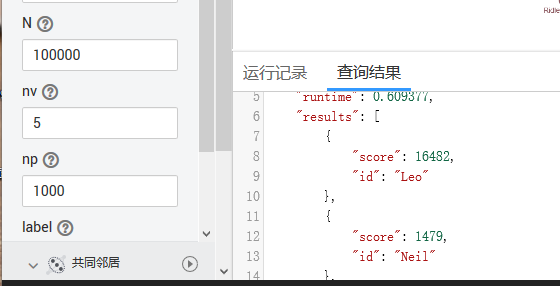 N
100000
nv
5
np
1000
label
共同邻居
Ridle
运行记录 查询结果
5 "runtime": 0.609377,
6 "results": [
7 {
8 "score": 16482,
9 "id": "Leo"
10 },
11 {
12 "score": 1479,
13 "id": "Neil"
14 },